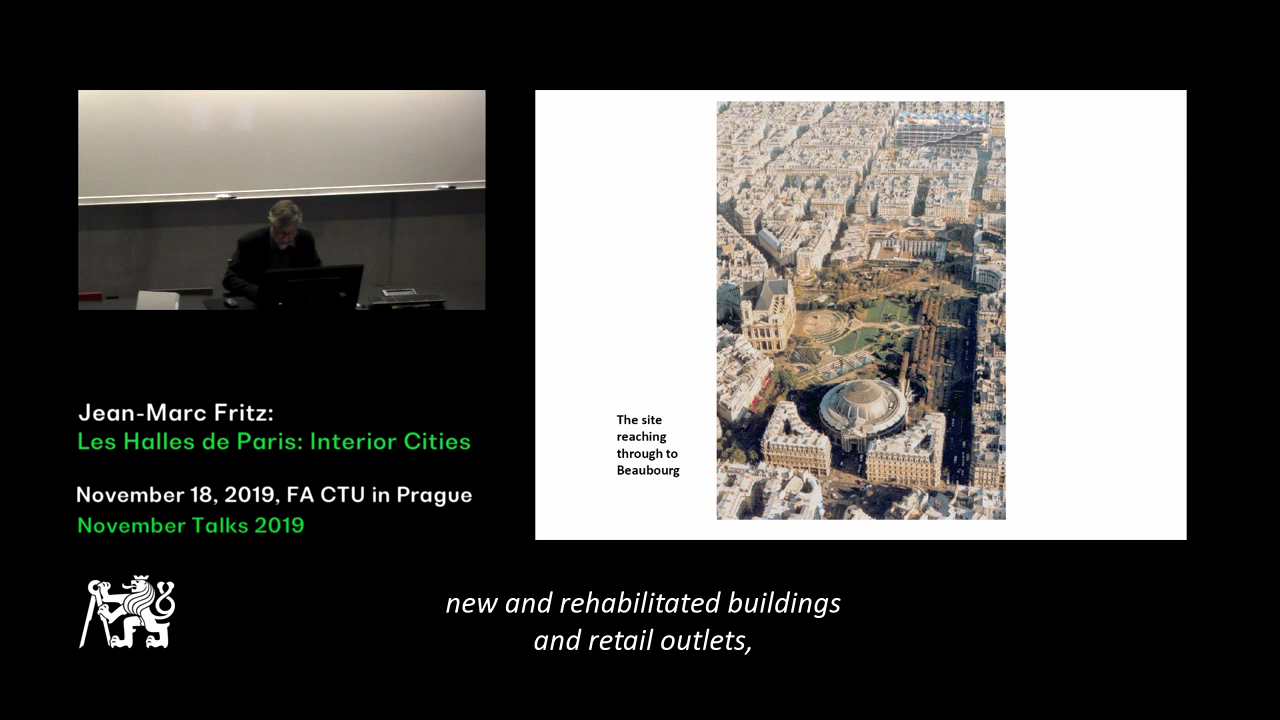 Jean-Marc Fritz:
Les Halles de Paris: Interior Cities
November 18, 2019, FA CTU in Prague
November Talks 2019
The site
reaching
through to
Beaubourg
new and rehabilitated buildings
and retail outlets,